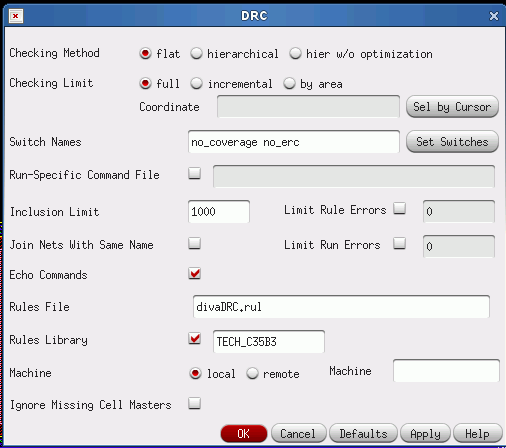 DRC
Checking Method flat hierarchical hier w/o optimization
Checking Limit full incremental by area
Coordinate Sel by Cursor
Switch Names no_coverage no_erc Set Switches
Run-Specific Command File
Inclusion Limit 1000 Limit Rule Errors 0
Join Nets With Same Name Limit Run Errors 0
Echo Commands
Rules File divaDRC.rul
Rules Library TECH_C35B3
Machine local remote Machine
Ignore Missing Cell Masters
OK Cancel Defaults Apply Help